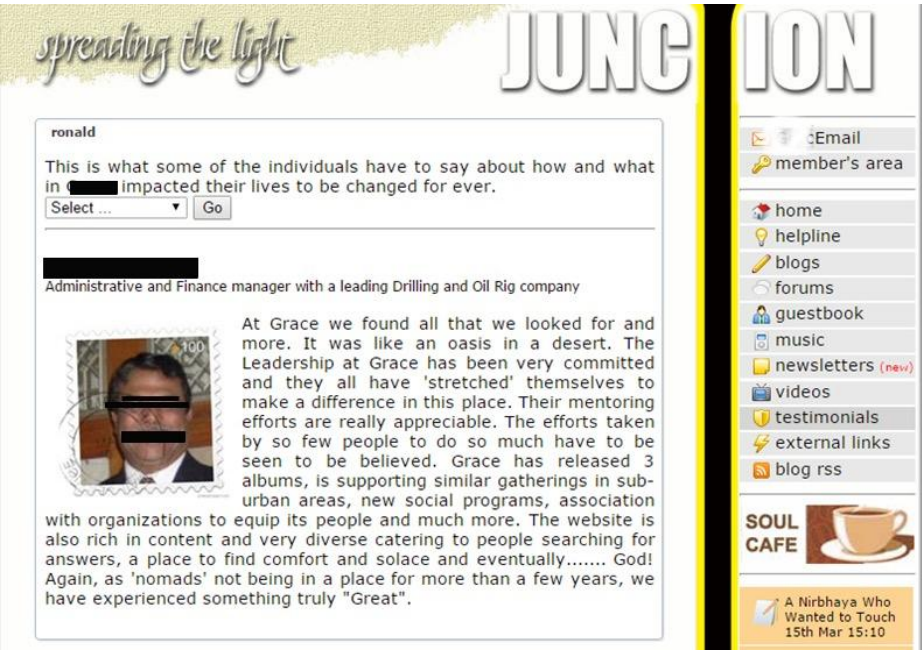 spreading the light
JUNC ION
ronald
This is what some of the individuals have to say about how and what
in impacted their lives to be changed for ever.
Select ... Go
Administrative and Finance manager with a leading Drilling and Oil Rig company
100
At Grace we found all that we looked for and
more. It was like an oasis in a desert. The
Leadership at Grace has been very committed
and they all have 'stretched' themselves to
make a difference in this place. Their mentoring
efforts are really appreciable. The efforts taken
by so few people to do so much have to be
seen to be believed. Grace has released 3
albums, is supporting similar gatherings in sub-
urban areas, new social programs, association
with organizations to equip its people and much more. The website is
also rich in content and very diverse catering to people searching for
answers, a place to find comfort and solace and eventually....... God!
Again, as 'nomads' not being in a place for more than a few years, we
have experienced something truly "Great".
Email
member's area
home
helpline
blogs
forums
guestbook
music
newsletters (new)
videos
testimonials
external links
blog rss
SOUL
CAFE
A Nirbhaya Who
Wanted to Touch
15th Mar 15:10